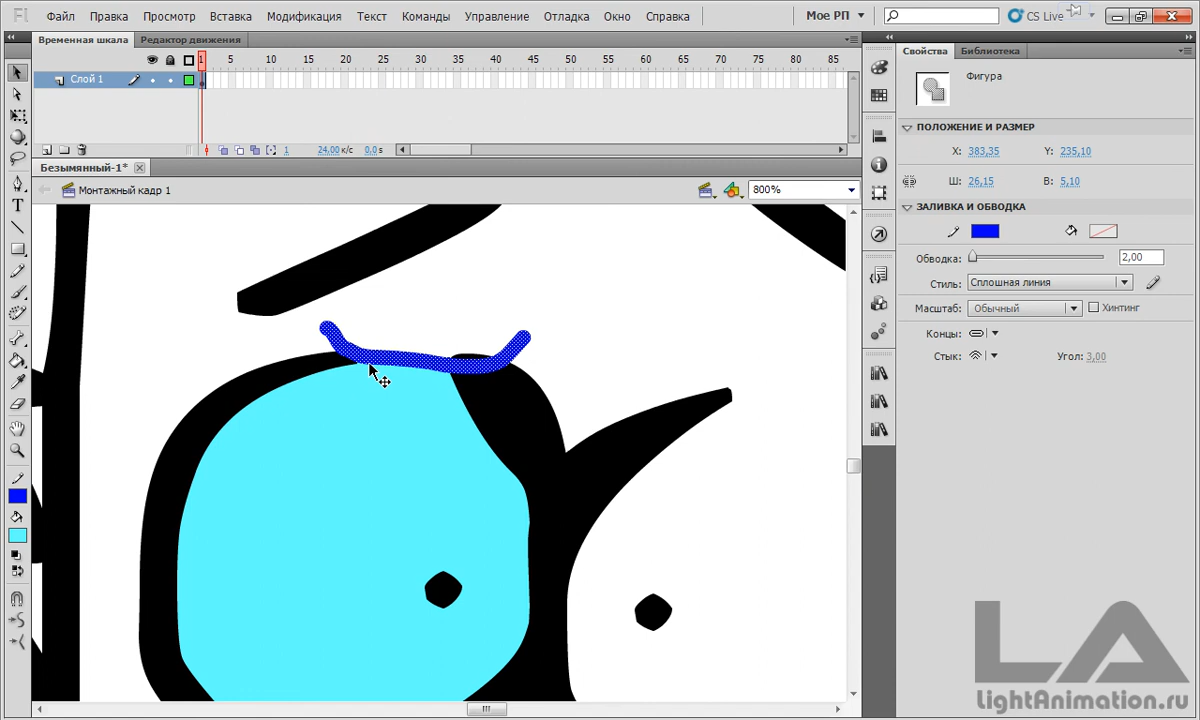 Fl Файл Правка Просмотр Вставка Модификация Текст Команды Управление Отладка Окно Справка Мое РП CS Live
Временная шкала Редактор движения
1 5 10 15 20 25 30 35 40 45 50 55 60 65 70 75 80 85
Слой 1
1 24,00 к/с 0,0 s
Безымянный-1*
Монтажный кадр 1 800%
T
Свойства Библиотека
Фигура
ПОЛОЖЕНИЕ И РАЗМЕР
X: 383,35 Y: 235,10
Ш: 26,15 В: 5,10
ЗАЛИВКА И ОБВОДКА
Обводка: 2,00
Стиль: Сплошная линия
Масштаб: Обычный Хинтинг
Концы:
Стык: Угол: 3,00
LA
LightAnimation.ru